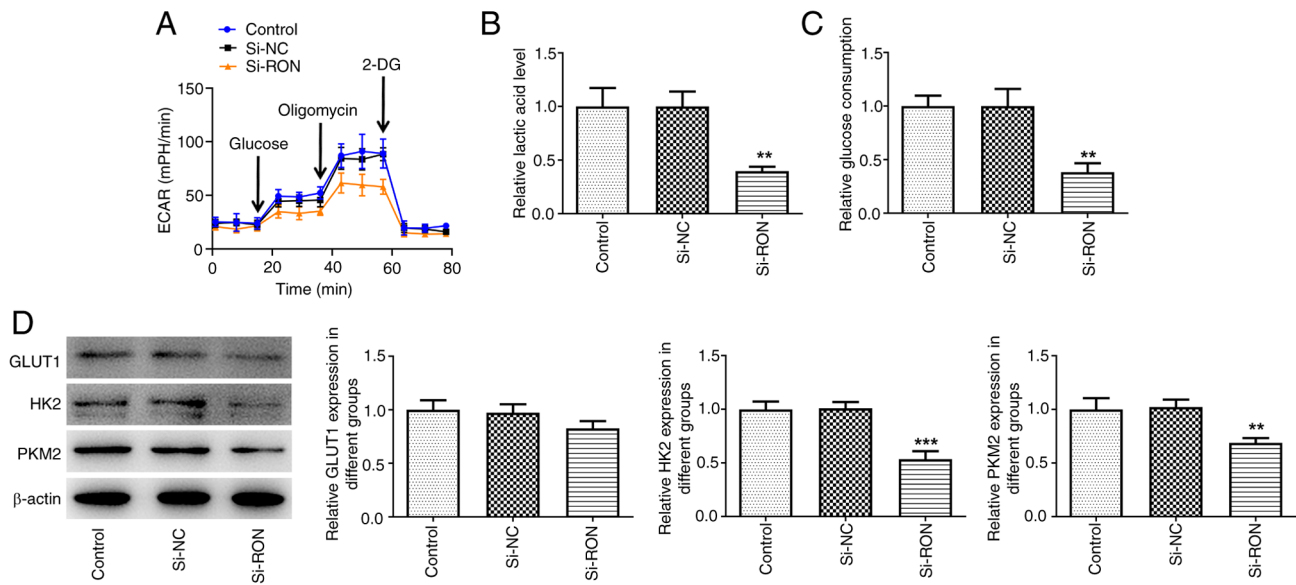 A
Control
Si-NC
Si-RON
2-DG
Oligomycin
Glucose
ECAR (mPH/min)
150
100
50
0
0 20 40 60 80
Time (min)
B
Relative lactic acid level
1.5
1.0
0.5
0.0
**
Control
Si-NC
Si-RON
C
Relative glucose consumption
1.5
1.0
0.5
0.0
**
Control
Si-NC
Si-RON
D
GLUT1
HK2
PKM2
β-actin
Control
Si-NC
Si-RON
Relative GLUT1 expression in
different groups
1.5
1.0
0.5
0.0
Control
Si-NC
Si-RON
Relative HK2 expression in
different groups
1.5
1.0
0.5
0.0
***
Control
Si-NC
Si-RON
Relative PKM2 expression in
different groups
1.5
1.0
0.5
0.0
**
Control
Si-NC
Si-RON